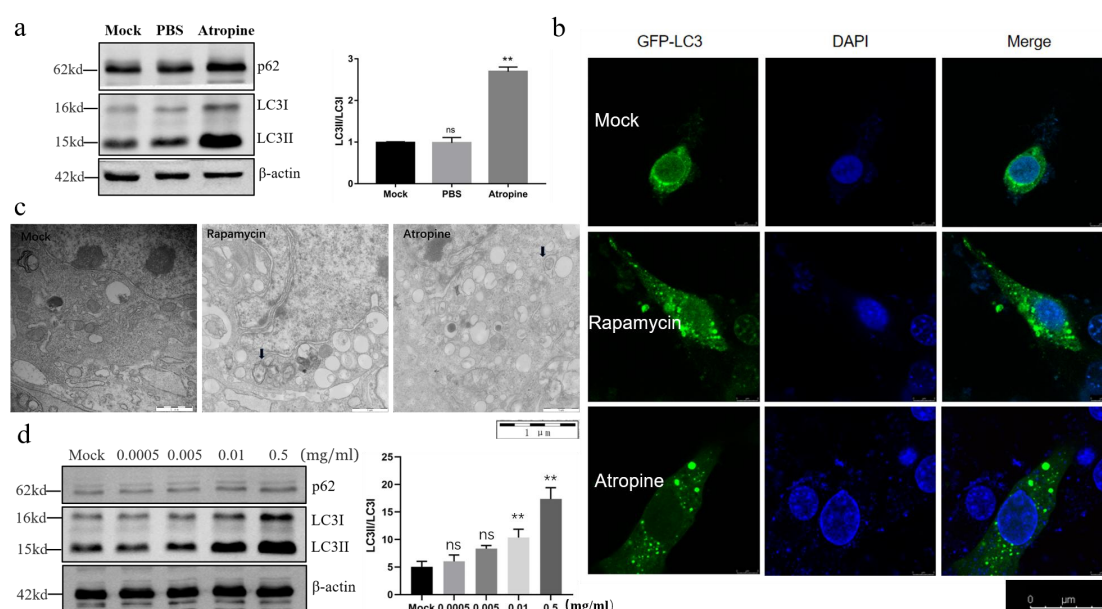 a
Mock PBS Atropine
62kd p62
16kd LC3I
15kd LC3II
42kd β-actin
LC3II/LC3I
3
2
1
0
**
ns
Mock PBS Atropine
b
GFP-LC3 DAPI Merge
Mock
Rapamycin
Atropine
0 μm
c
Mock Rapamycin Atropine
1 μm
d
Mock 0.0005 0.005 0.01 0.5 (mg/ml)
62kd p62
16kd LC3I
15kd LC3II
42kd β-actin
LC3II/LC3I
25
20
15
10
5
0
ns ns ** **
Mock 0.0005 0.005 0.01 0.5 (mg/ml)